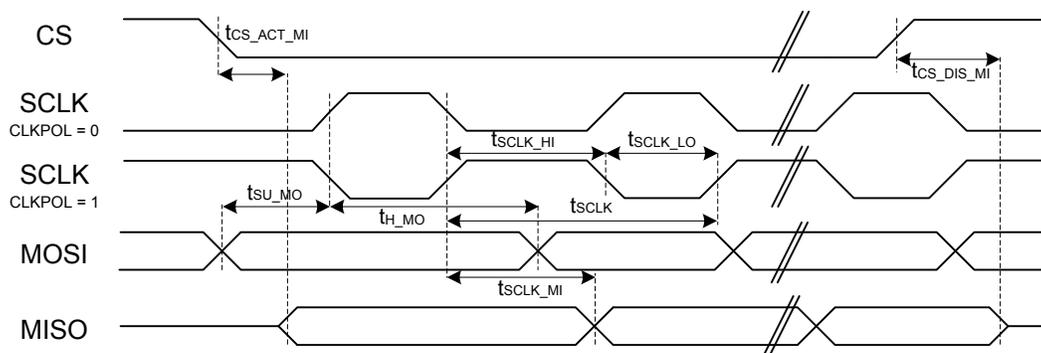 CS
tCS_ACT_MI
tCS_DIS_MI
SCLK
CLKPOL = 0
tSCLK_HI
tSCLK_LO
SCLK
CLKPOL = 1
tSU_MO
tH_MO
tSCLK
MOSI
tSCLK_MI
MISO